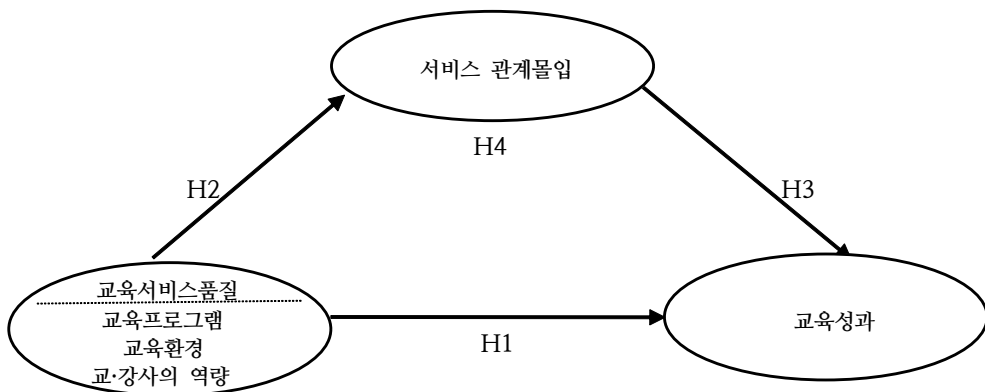 서비스 관계몰입
H4
H2
H3
교육서비스품질
교육프로그램
교육환경
교·강사의 역량
H1
교육성과